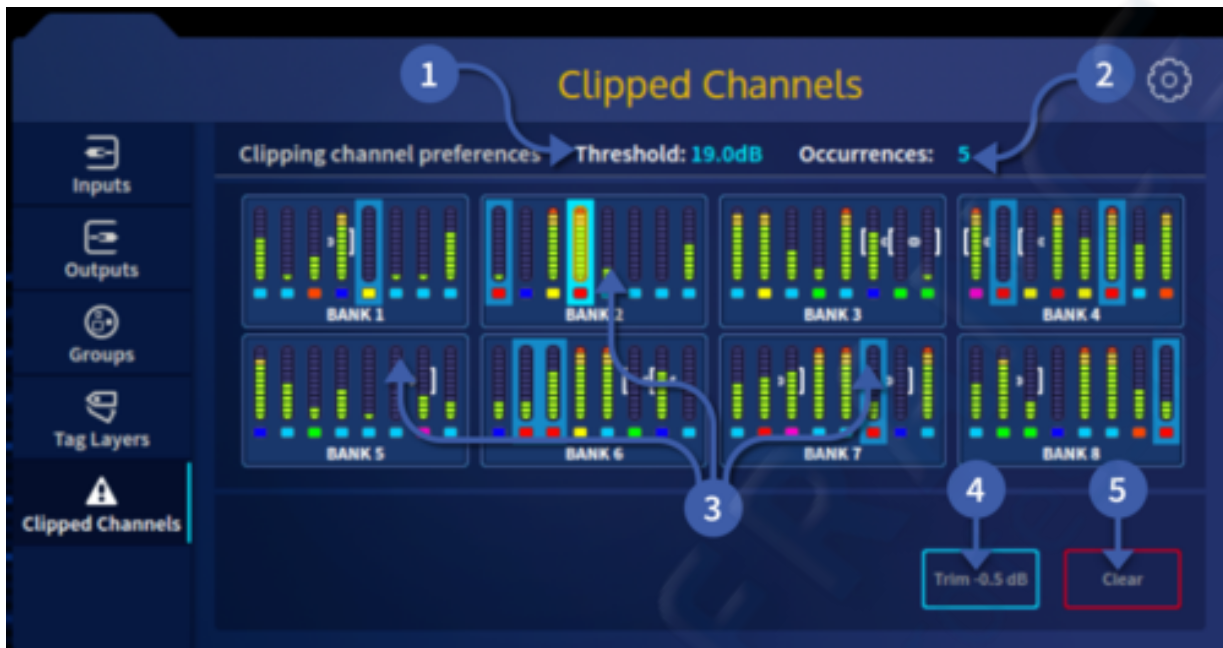 Clipped Channels
1
2
Inputs
Clipping channel preferences Threshold: 19.0dB Occurrences: 5
Outputs
BANK 1
BANK 2
BANK 3
BANK 4
Groups
Tag Layers
BANK 5
BANK 6
BANK 7
BANK 8
Clipped Channels
3
4
5
Trim -0.5 dB
Clear